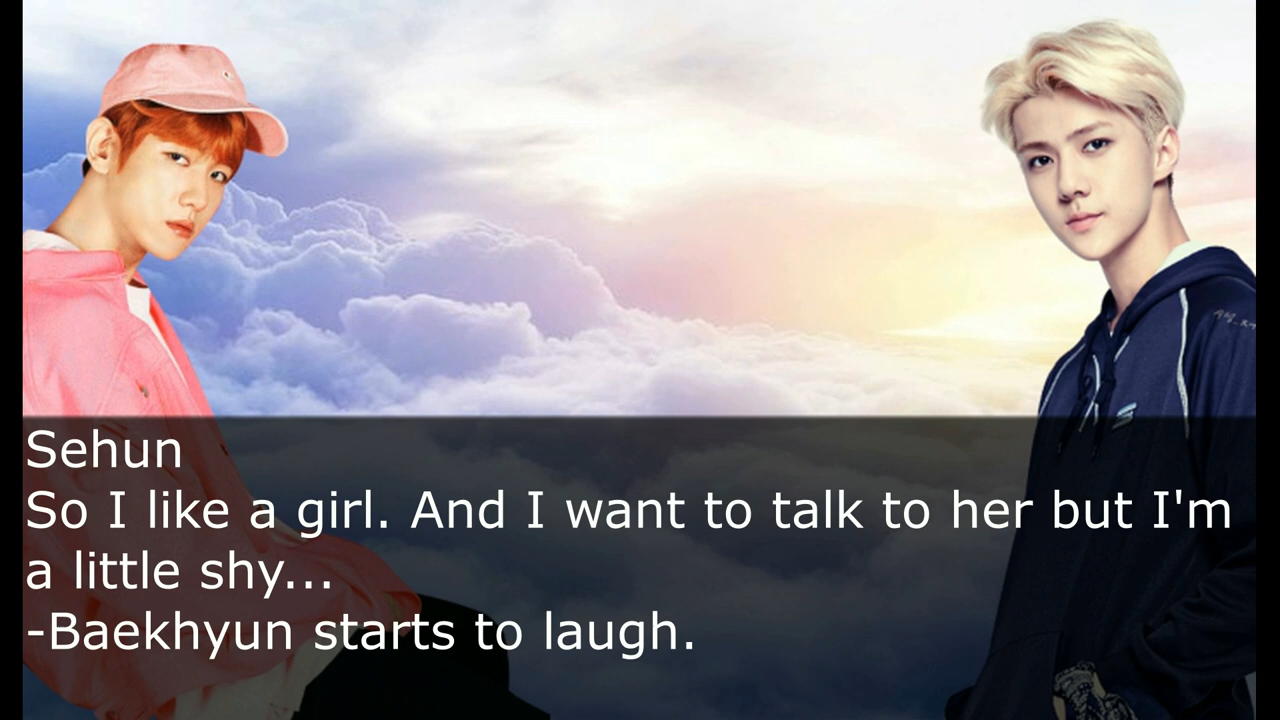 Sehun
So I like a girl. And I want to talk to her but I'm
a little shy...
-Baekhyun starts to laugh.